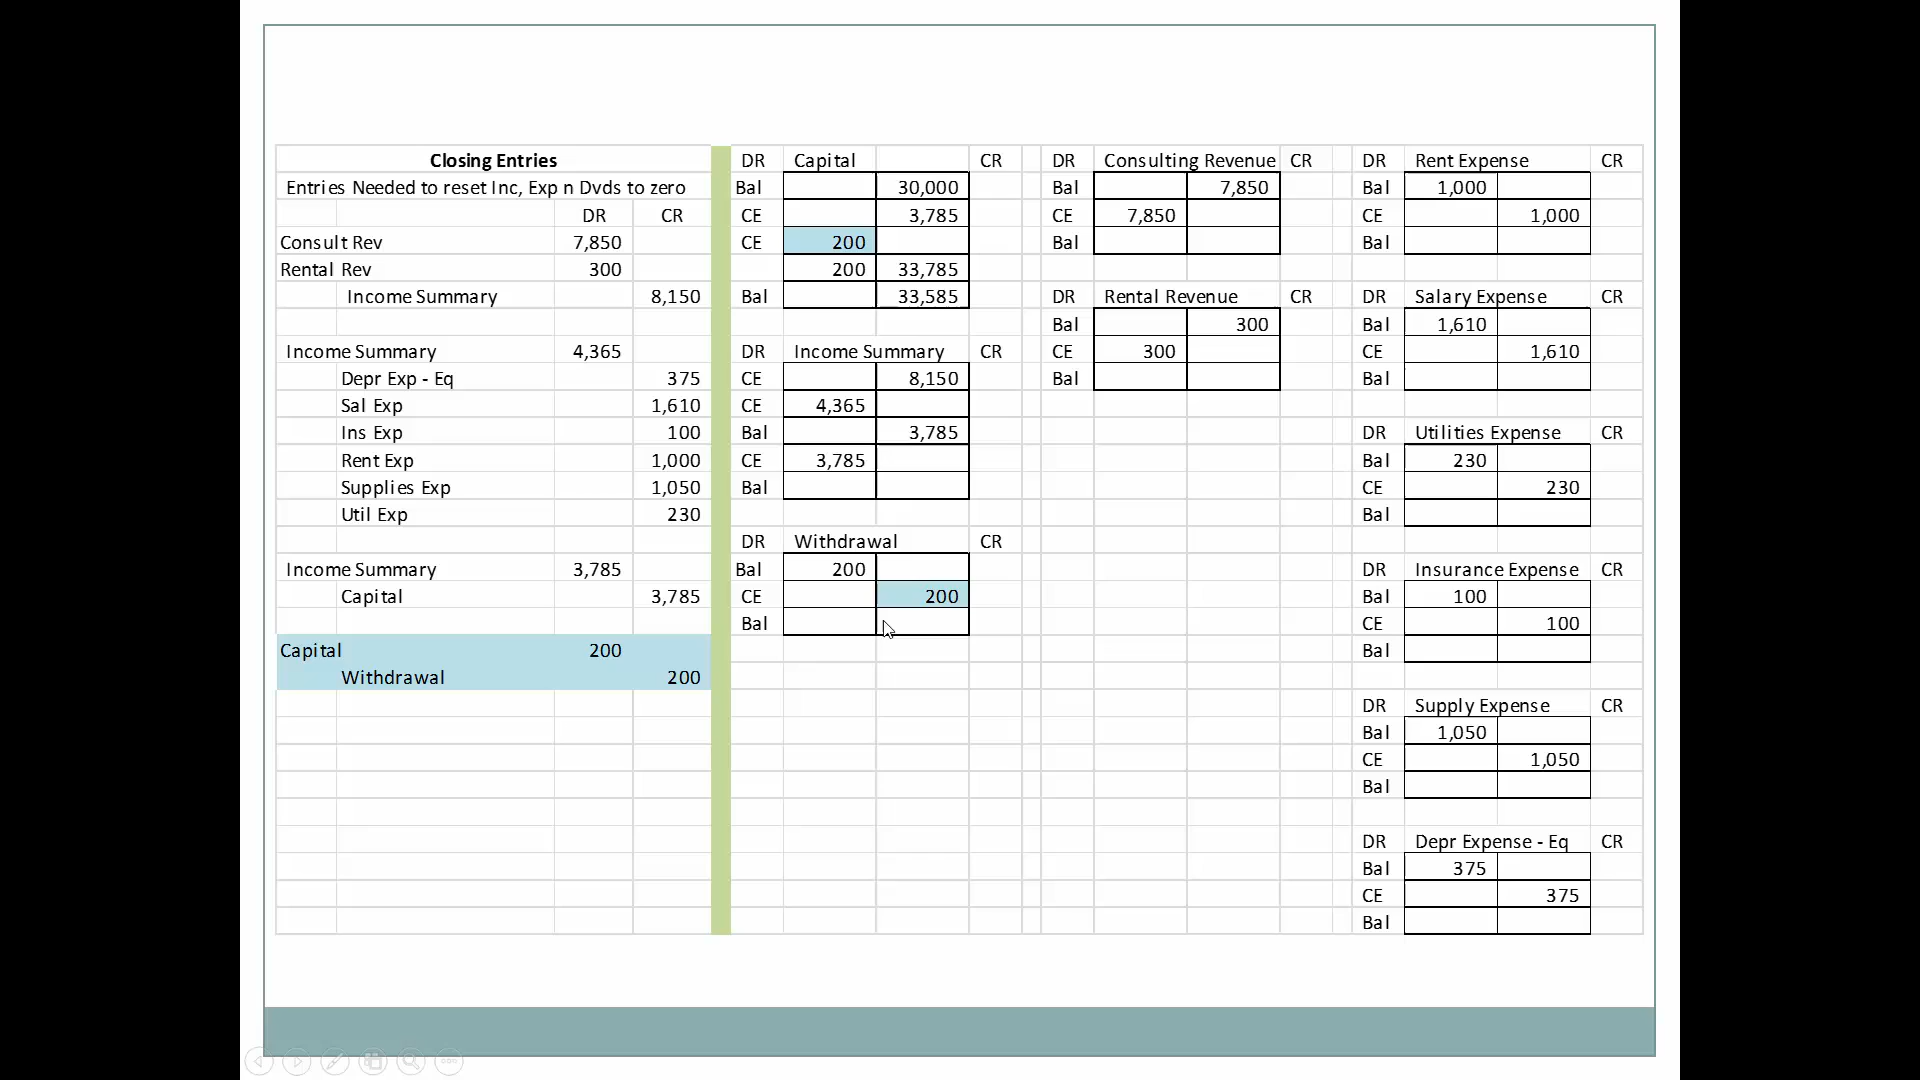 Closing Entries
Entries Needed to reset Inc, Exp n Dvds to zero
DR CR
Consult Rev 7,850
Rental Rev 300
Income Summary 8,150
Income Summary 4,365
Depr Exp - Eq 375
Sal Exp 1,610
Ins Exp 100
Rent Exp 1,000
Supplies Exp 1,050
Util Exp 230
Income Summary 3,785
Capital 3,785
Capital 200
Withdrawal 200
DR Capital CR
Bal 30,000
CE 3,785
CE 200
200 33,785
Bal 33,585
DR Income Summary CR
CE 8,150
CE 4,365
Bal 3,785
CE 3,785
Bal
DR Withdrawal CR
Bal 200
CE 200
Bal
DR Consulting Revenue CR
Bal 7,850
CE 7,850
Bal
DR Rental Revenue CR
Bal 300
CE 300
Bal
DR Rent Expense CR
Bal 1,000
CE 1,000
Bal
DR Salary Expense CR
Bal 1,610
CE 1,610
Bal
DR Utilities Expense CR
Bal 230
CE 230
Bal
DR Insurance Expense CR
Bal 100
CE 100
Bal
DR Supply Expense CR
Bal 1,050
CE 1,050
Bal
DR Depr Expense - Eq CR
Bal 375
CE 375
Bal